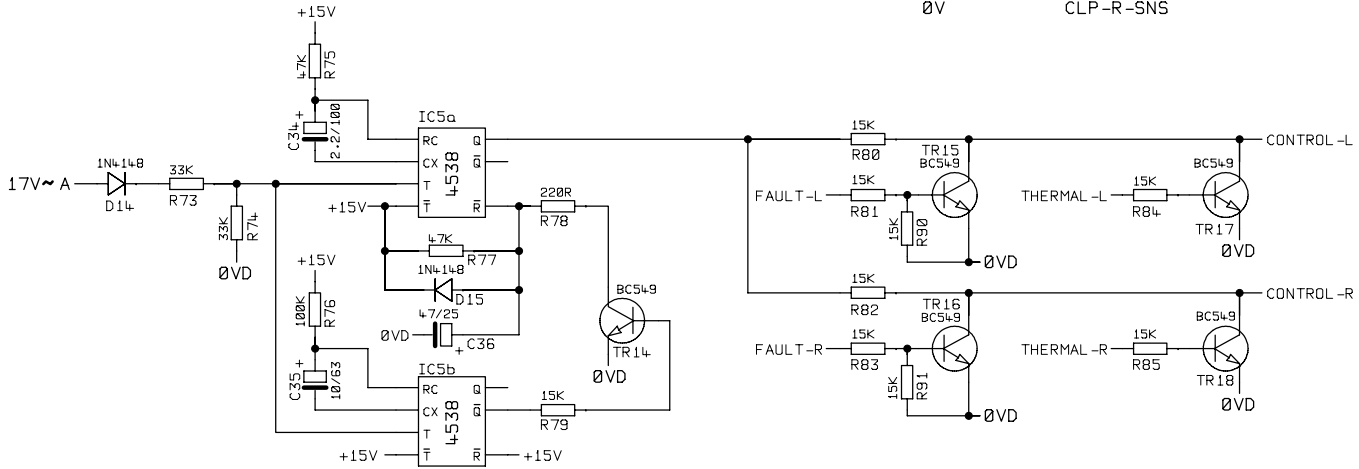 +15V
0V CLP-R-SNS
47K
R75
C34 +
2.2/100
IC5a
RC Q
CX Q̅
T
T̅ R̅
4538
17V~ A
1N4148
D14
33K
R73
33K
R74
0VD
+15V
220R
R78
47K
R77
1N4148
D15
47/25
0VD
+ C36
BC549
TR14
0VD
+15V
100K
R76
C35 +
10/63
IC5b
RC Q
CX Q̅
T
T̅ R̅
4538
15K
R79
+15V
+15V
15K
R80
TR15
BC549
FAULT-L
15K
R81
15K
R90
0VD
BC549
CONTROL-L
THERMAL-L
15K
R84
TR17
0VD
15K
R82
TR16
BC549
FAULT-R
15K
R83
15K
R91
0VD
BC549
CONTROL-R
THERMAL-R
15K
R85
TR18
0VD